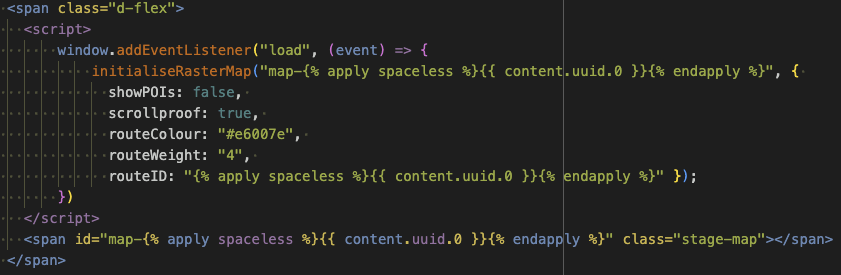 <span class="d-flex">
<script>
window.addEventListener("load", (event) => {
initialiseRasterMap("map-{% apply spaceless %}{{ content.uuid.0 }}{% endapply %}", {
showPOIs: false,
scrollproof: true,
routeColour: "#e6007e",
routeWeight: "4",
routeID: "{% apply spaceless %}{{ content.uuid.0 }}{% endapply %}" });
})
</script>
<span id="map-{% apply spaceless %}{{ content.uuid.0 }}{% endapply %}" class="stage-map"></span>
</span>